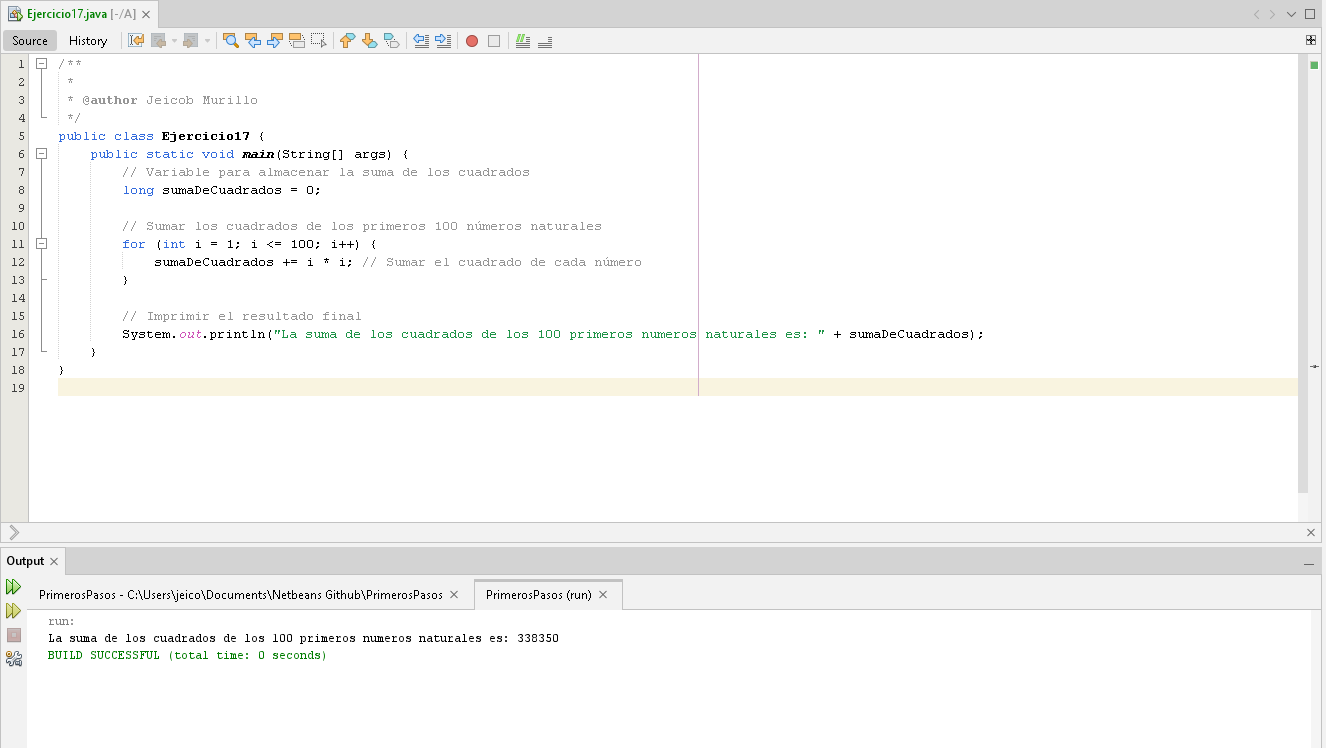 Ejercicio17.java [-/A]
Source History
1 /**
2 *
3 * @author Jeicob Murillo
4 */
5 public class Ejercicio17 {
6 public static void main(String[] args) {
7 // Variable para almacenar la suma de los cuadrados
8 long sumaDeCuadrados = 0;
9
10 // Sumar los cuadrados de los primeros 100 números naturales
11 for (int i = 1; i <= 100; i++) {
12 sumaDeCuadrados += i * i; // Sumar el cuadrado de cada número
13 }
14
15 // Imprimir el resultado final
16 System.out.println("La suma de los cuadrados de los 100 primeros numeros naturales es: " + sumaDeCuadrados);
17 }
18 }
19
Output
PrimerosPasos - C:\Users\jeico\Documents\Netbeans Github\PrimerosPasos PrimerosPasos (run)
run:
La suma de los cuadrados de los 100 primeros numeros naturales es: 338350
BUILD SUCCESSFUL (total time: 0 seconds)